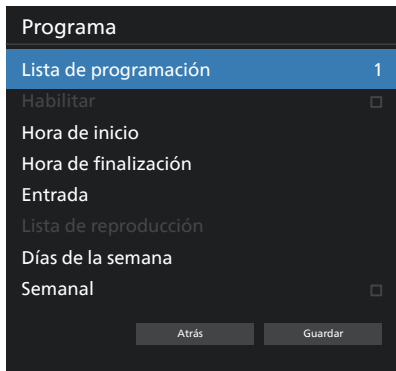 Programa
Lista de programación 1
Habilitar
Hora de inicio
Hora de finalización
Entrada
Lista de reproducción
Días de la semana
Semanal
Atrás Guardar